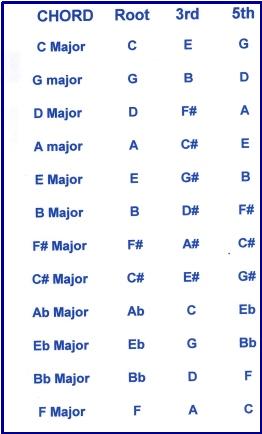 CHORD Root 3rd 5th
C Major C E G
G major G B D
D Major D F# A
A major A C# E
E Major E G# B
B Major B D# F#
F# Major F# A# C#
C# Major C# E# G#
Ab Major Ab C Eb
Eb Major Eb G Bb
Bb Major Bb D F
F Major F A C